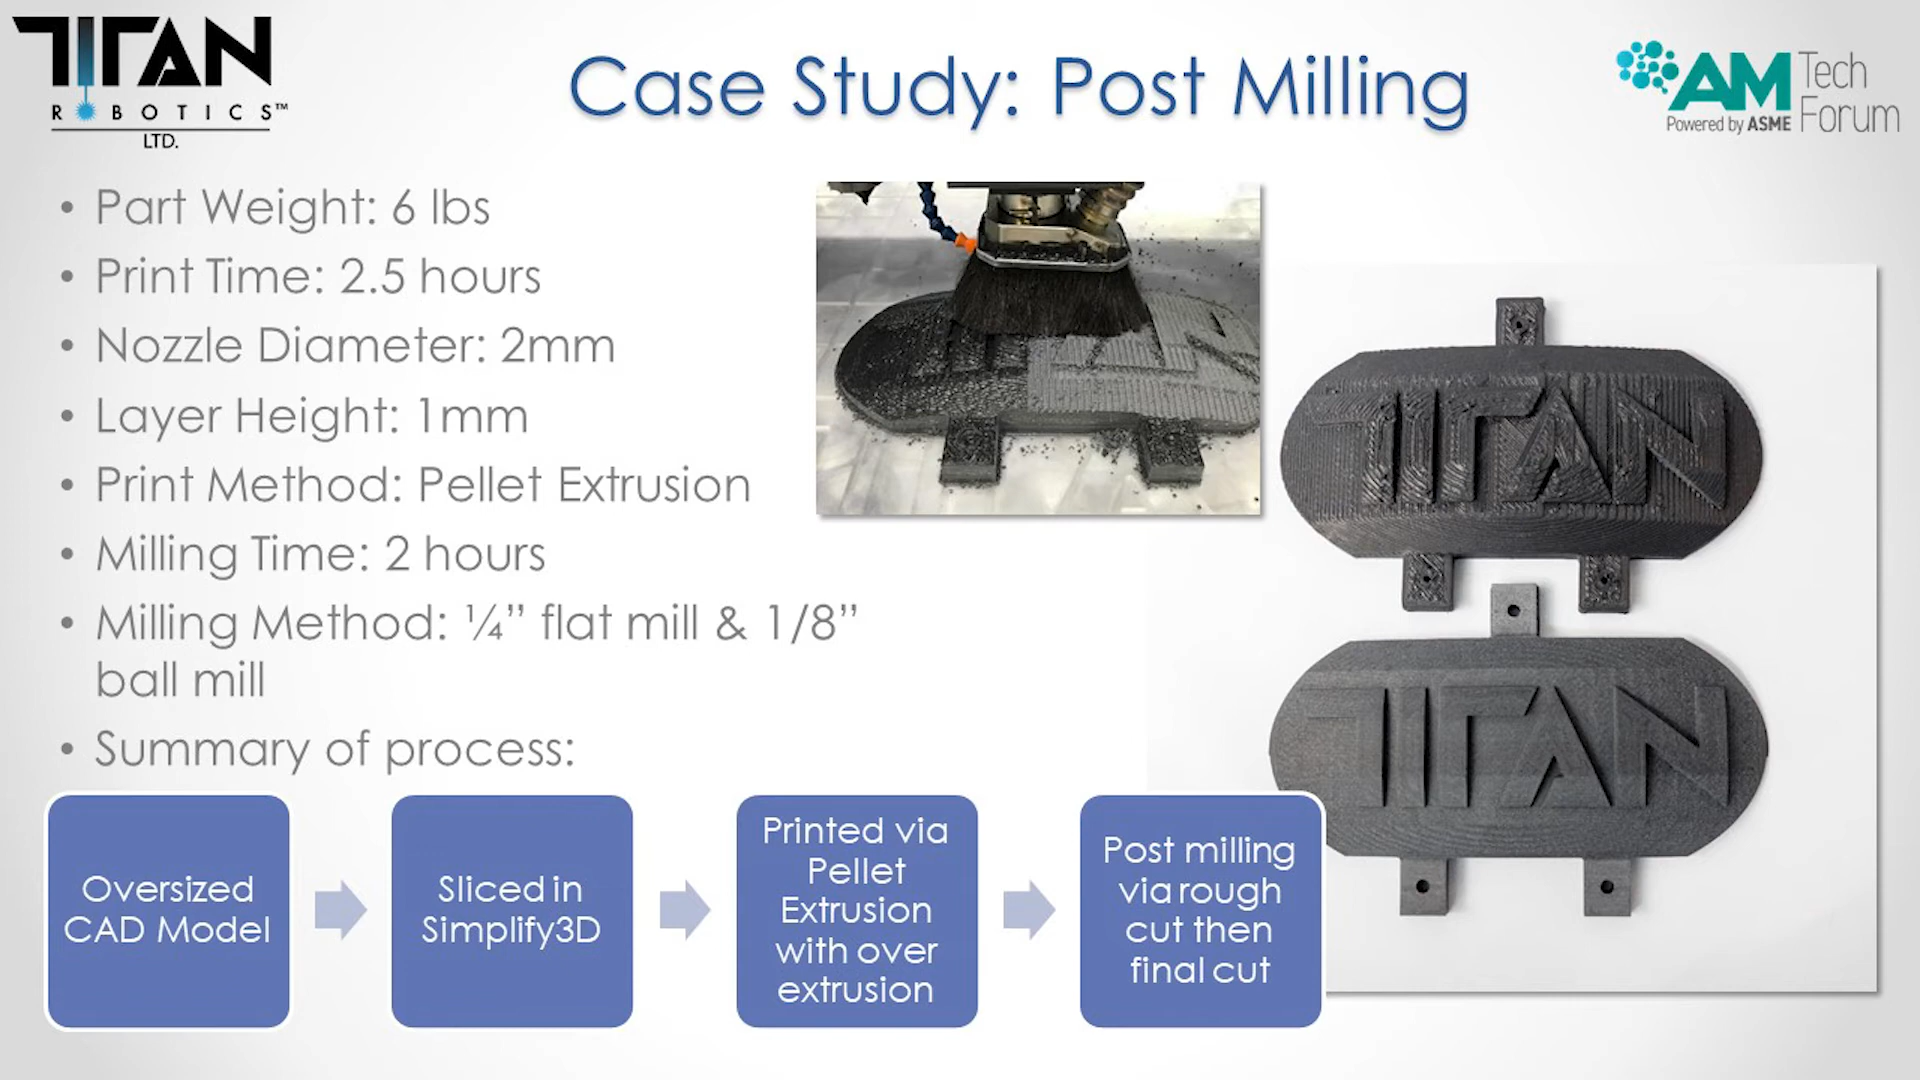 TITAN
ROBOTICS™
LTD.
Case Study: Post Milling
AM Tech
Forum
Powered by ASME
• Part Weight: 6 lbs
• Print Time: 2.5 hours
• Nozzle Diameter: 2mm
• Layer Height: 1mm
• Print Method: Pellet Extrusion
• Milling Time: 2 hours
• Milling Method: ¼” flat mill & 1/8”
ball mill
• Summary of process:
TITAN
TITAN
Oversized
CAD Model
Sliced in
Simplify3D
Printed via
Pellet
Extrusion
with over
extrusion
Post milling
via rough
cut then
final cut